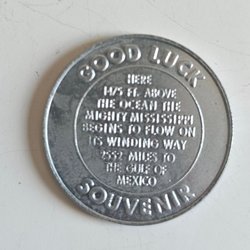 GOOD LUCK
HERE
1475 FT. ABOVE
THE OCEAN THE
MIGHTY MISSISSIPPI
BEGINS TO FLOW ON
ITS WINDING WAY
2552 MILES TO
THE GULF OF
MEXICO
SOUVENIR